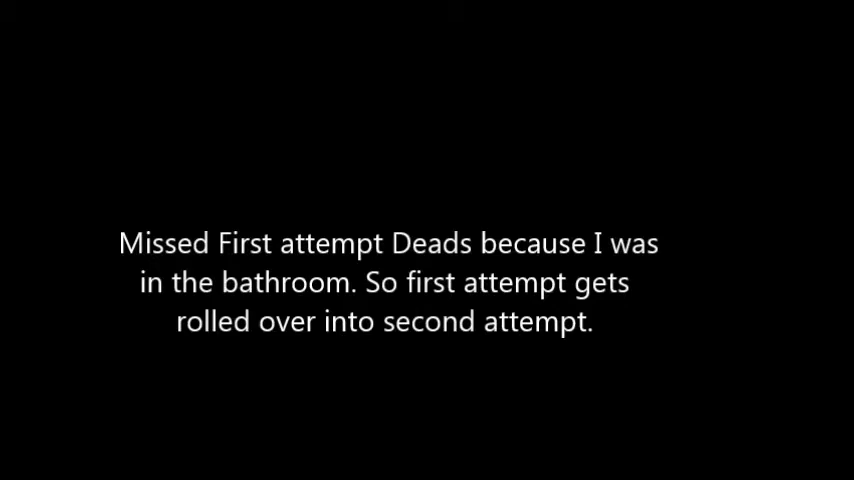 Missed First attempt Deads because I was
in the bathroom. So first attempt gets
rolled over into second attempt.